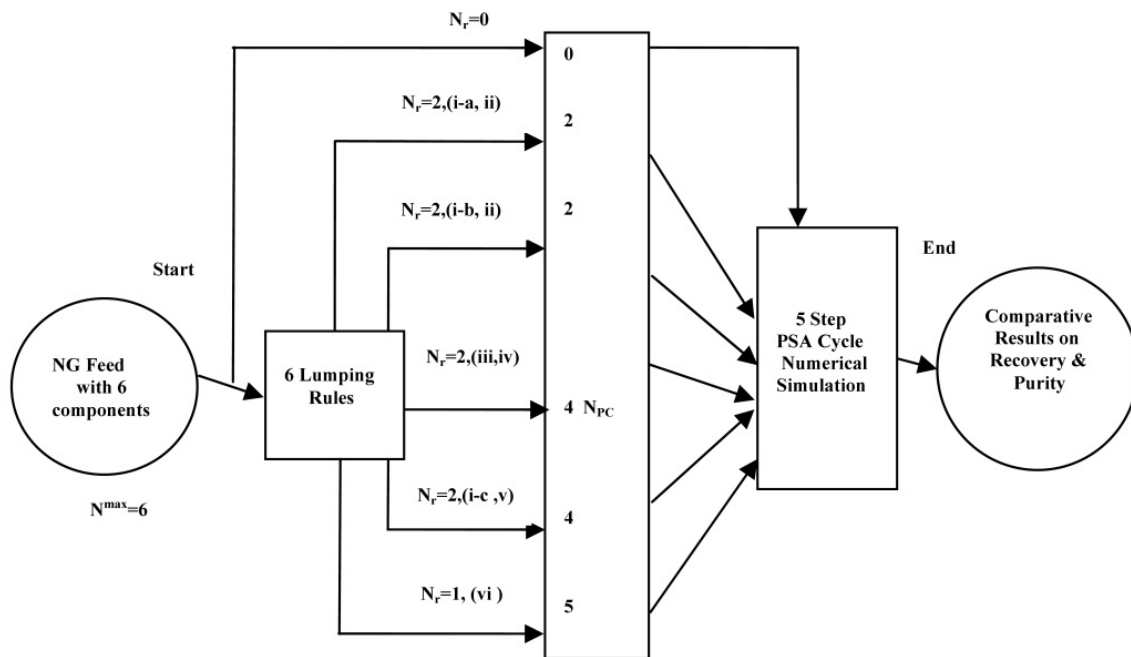 N_r=0
0
N_r=2,(i-a, ii)
2
N_r=2,(i-b, ii)
2
Start
End
NG Feed
with 6
components
6 Lumping
Rules
N_r=2,(iii,iv)
4 N_PC
5 Step
PSA Cycle
Numerical
Simulation
Comparative
Results on
Recovery &
Purity
N^max=6
N_r=2,(i-c ,v)
4
N_r=1, (vi )
5